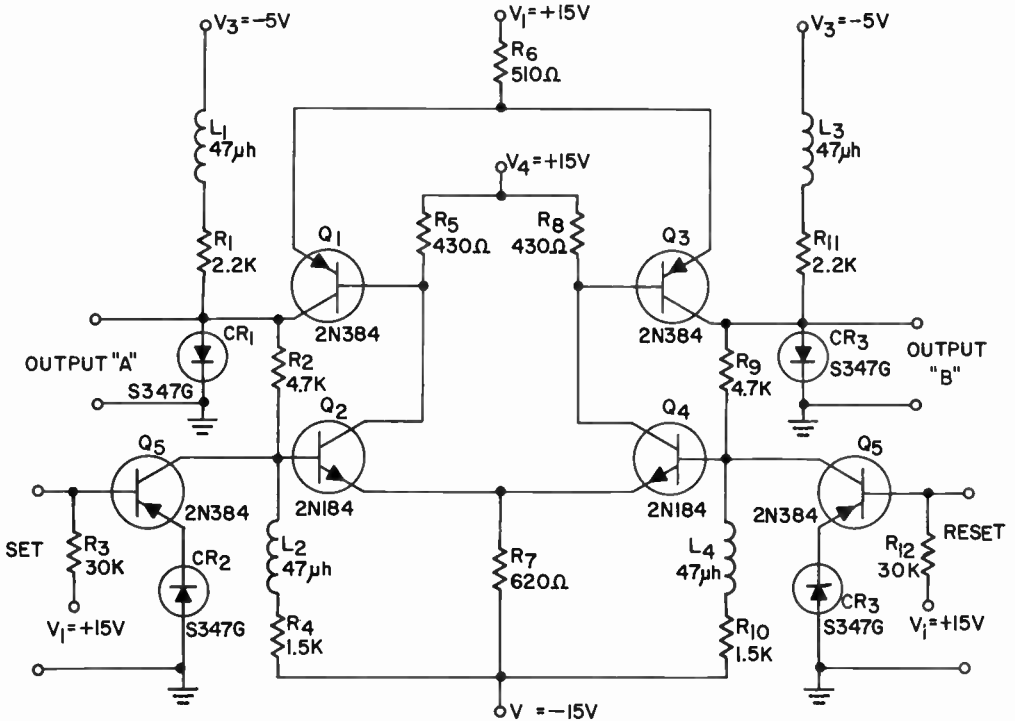 V3=-5V
V1=+15V
V3=-5V
R6
510Ω
L1
47μh
L3
47μh
V4=+15V
R1
2.2K
Q1
R5
430Ω
R8
430Ω
Q3
R11
2.2K
2N384
2N384
CR1
CR3
OUTPUT "A"
S347G
R2
4.7K
R9
4.7K
S347G
OUTPUT
"B"
Q2
Q4
Q5
Q5
2N384
2N184
2N184
2N384
SET
R3
30K
CR2
L2
47μh
R7
620Ω
L4
47μh
R12
30K
RESET
CR3
V1=+15V
S347G
R4
1.5K
R10
1.5K
S347G
Vi=+15V
V =-15V